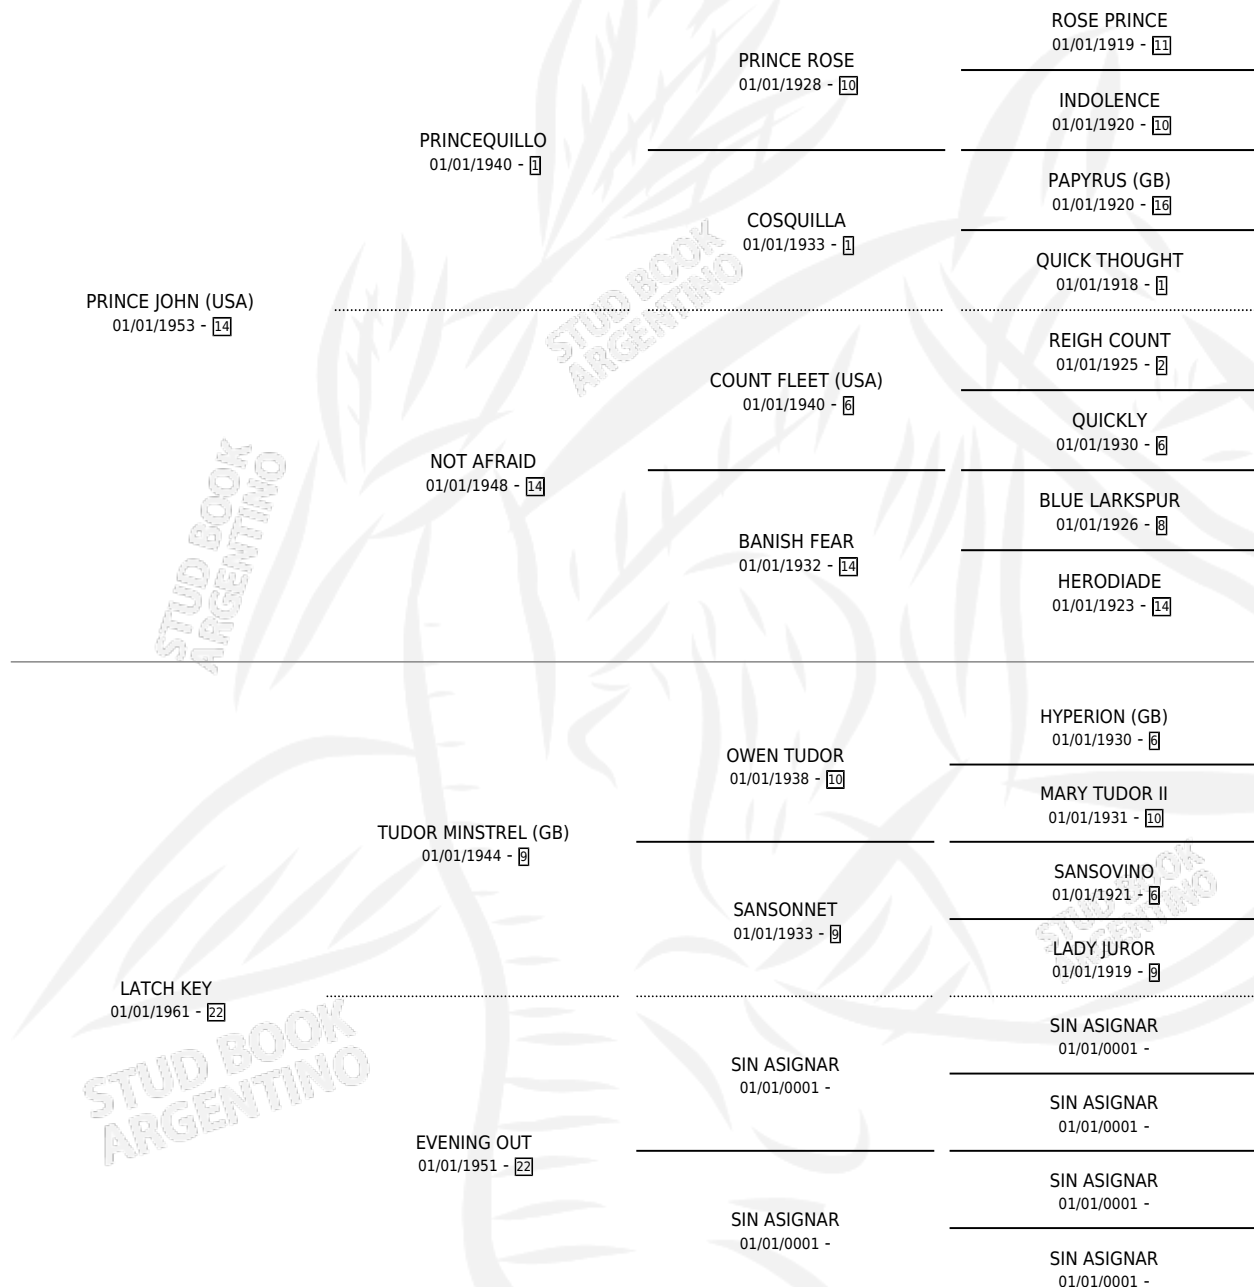 ROSE PRINCE
01/01/1919 - 11
PRINCE ROSE
01/01/1928 - 10
INDOLENCE
01/01/1920 - 10
PRINCEQUILLO
01/01/1940 - 1
PAPYRUS (GB)
01/01/1920 - 16
COSQUILLA
01/01/1933 - 1
QUICK THOUGHT
01/01/1918 - 1
PRINCE JOHN (USA)
01/01/1953 - 14
STUD BOOK
ARGENTINO
REIGH COUNT
01/01/1925 - 2
COUNT FLEET (USA)
01/01/1940 - 6
QUICKLY
01/01/1930 - 6
NOT AFRAID
01/01/1948 - 14
BLUE LARKSPUR
01/01/1926 - 8
BANISH FEAR
01/01/1932 - 14
HERODIADE
01/01/1923 - 14
STUD BOOK
ARGENTINO
HYPERION (GB)
01/01/1930 - 6
OWEN TUDOR
01/01/1938 - 10
MARY TUDOR II
01/01/1931 - 10
TUDOR MINSTREL (GB)
01/01/1944 - 9
SANSOVINO
01/01/1921 - 6
SANSONNET
01/01/1933 - 9
LADY JUROR
01/01/1919 - 9
STUD BOOK
ARGENTINO
LATCH KEY
01/01/1961 - 22
SIN ASIGNAR
01/01/0001 -
SIN ASIGNAR
01/01/0001 -
SIN ASIGNAR
01/01/0001 -
EVENING OUT
01/01/1951 - 22
SIN ASIGNAR
01/01/0001 -
SIN ASIGNAR
01/01/0001 -
SIN ASIGNAR
01/01/0001 -
STUD BOOK
ARGENTINO